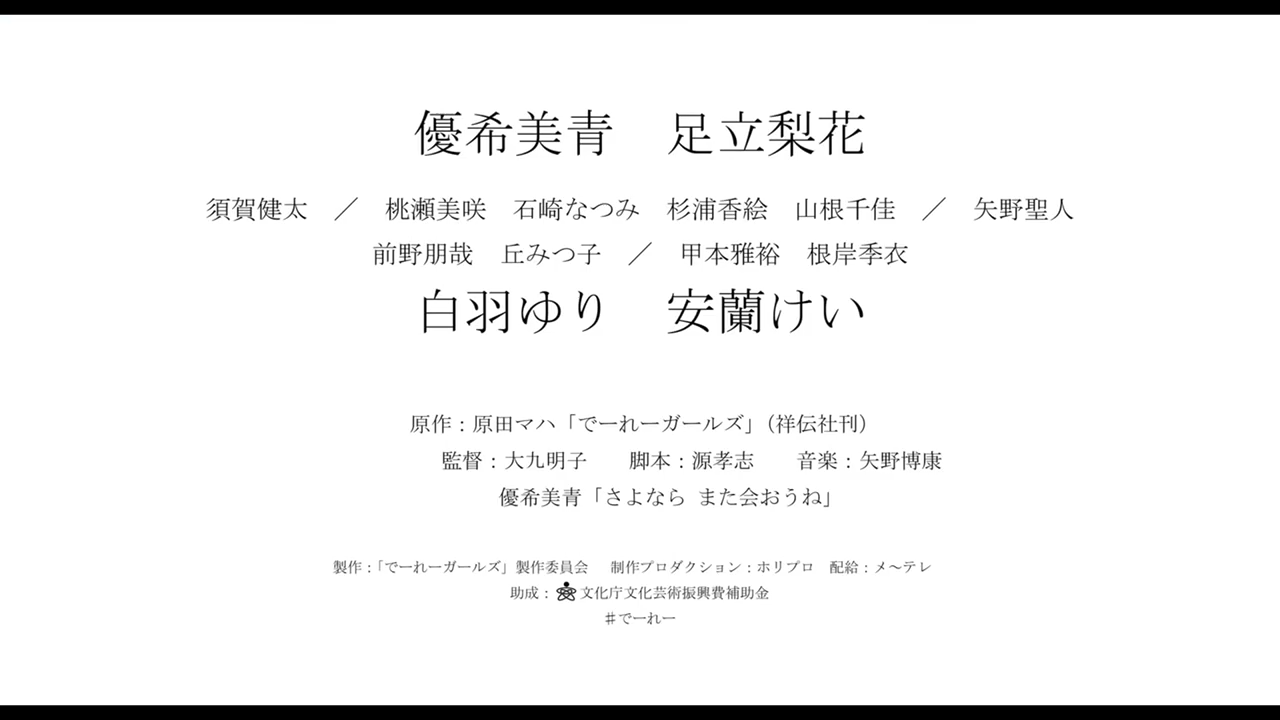 優希美青　足立梨花
須賀健太　／　桃瀬美咲　石崎なつみ　杉浦香絵　山根千佳　／　矢野聖人
前野朋哉　丘みつ子　／　甲本雅裕　根岸季衣
白羽ゆり　安蘭けい
原作：原田マハ「でーれーガールズ」（祥伝社刊）
監督：大九明子　　脚本：源孝志　　音楽：矢野博康
優希美青「さよなら また会おうね」
製作：「でーれーガールズ」製作委員会　制作プロダクション：ホリプロ　配給：メ〜テレ
助成：文化庁文化芸術振興費補助金
＃でーれー